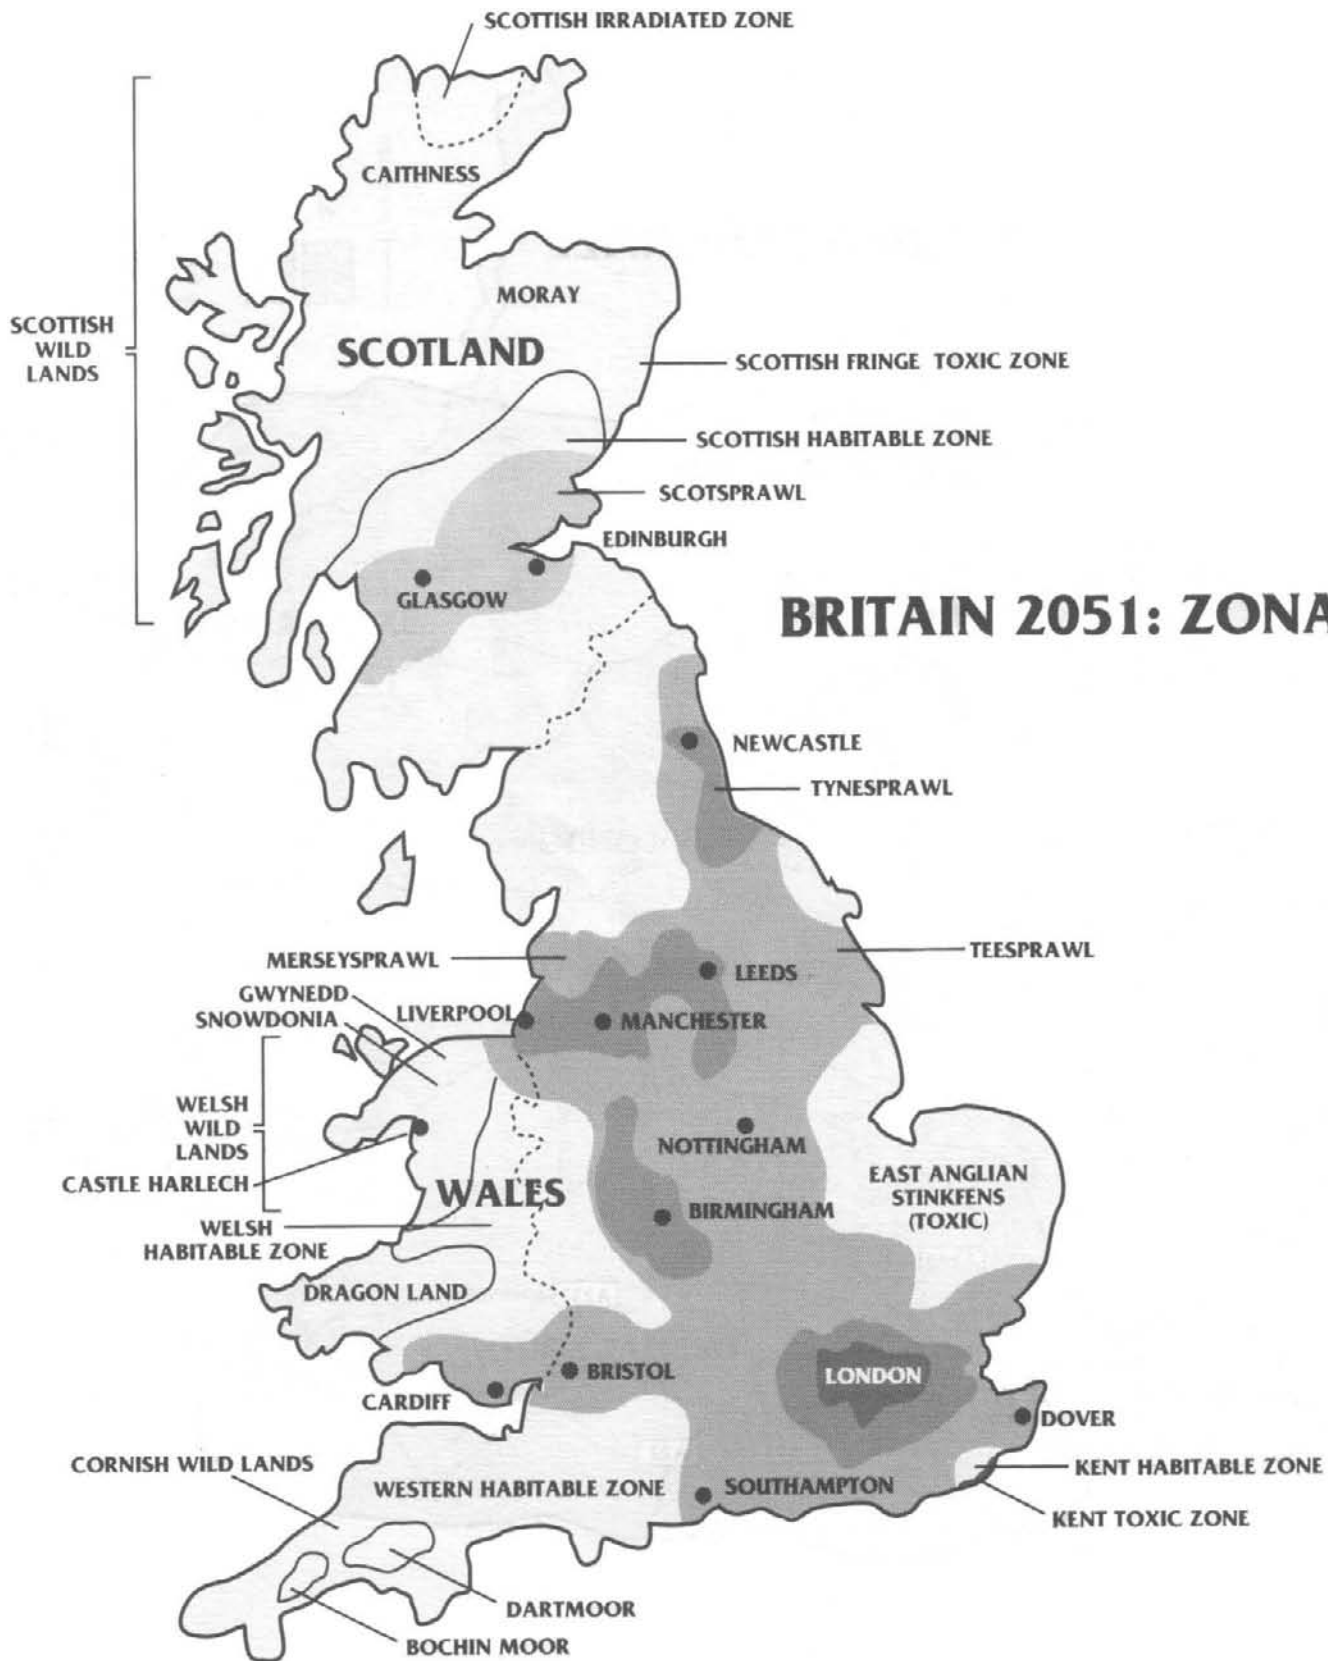 SCOTTISH IRRADIATED ZONE
CAITHNESS
MORAY
SCOTTISH
WILD
LANDS
SCOTLAND
SCOTTISH FRINGE TOXIC ZONE
SCOTTISH HABITABLE ZONE
SCOTSPRAWL
EDINBURGH
GLASGOW
BRITAIN 2051: ZONA
NEWCASTLE
TYNESPRAWL
MERSEYSPRAWL
TEESPRAWL
LEEDS
GWYNEDD
SNOWDONIA
LIVERPOOL
MANCHESTER
WELSH
WILD
LANDS
NOTTINGHAM
CASTLE HARLECH
WALES
EAST ANGLIAN
STINKFENS
(TOXIC)
BIRMINGHAM
WELSH
HABITABLE ZONE
DRAGON LAND
BRISTOL
LONDON
CARDIFF
DOVER
CORNISH WILD LANDS
WESTERN HABITABLE ZONE
SOUTHAMPTON
KENT HABITABLE ZONE
KENT TOXIC ZONE
DARTMOOR
BOCHIN MOOR